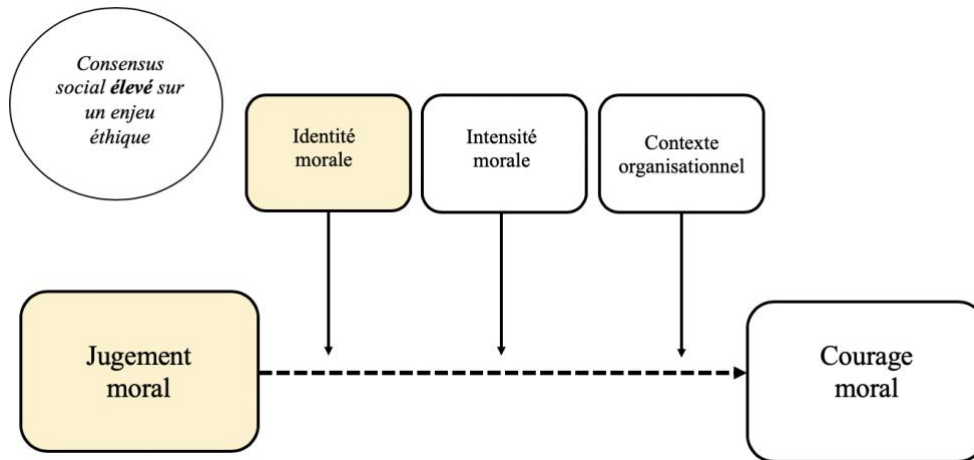 Consensus
social élevé sur
un enjeu
éthique
Identité
morale
Intensité
morale
Contexte
organisationnel
Jugement
moral
Courage
moral